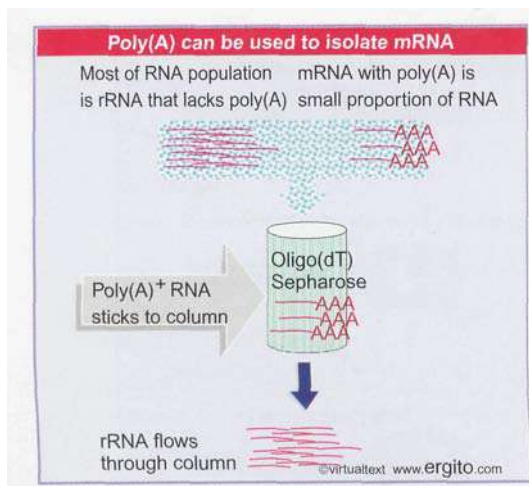 Poly(A) can be used to isolate mRNA
Most of RNA population
is rRNA that lacks poly(A)
mRNA with poly(A) is
small proportion of RNA
AAA
AAA
AAA
Oligo(dT)
Sepharose
AAA
AAA
AAA
Poly(A)+ RNA
sticks to column
rRNA flows
through column
©virtualtext www.ergito.com